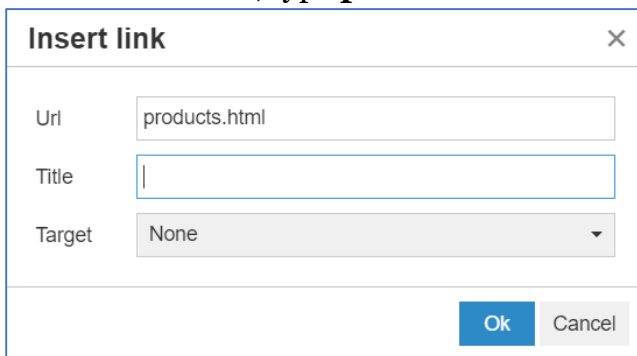 Insert link ×
Url products.html
Title
Target None
Ok Cancel